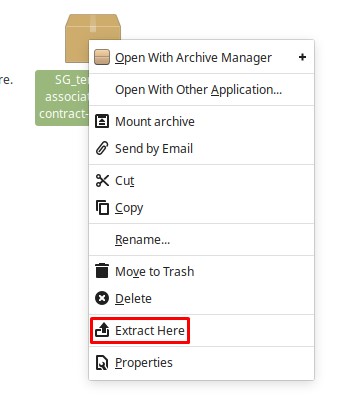 re.
SG_te
associat
contract-
Open With Archive Manager +
Open With Other Application...
Mount archive
Send by Email
Cut
Copy
Rename...
Move to Trash
Delete
Extract Here
Properties